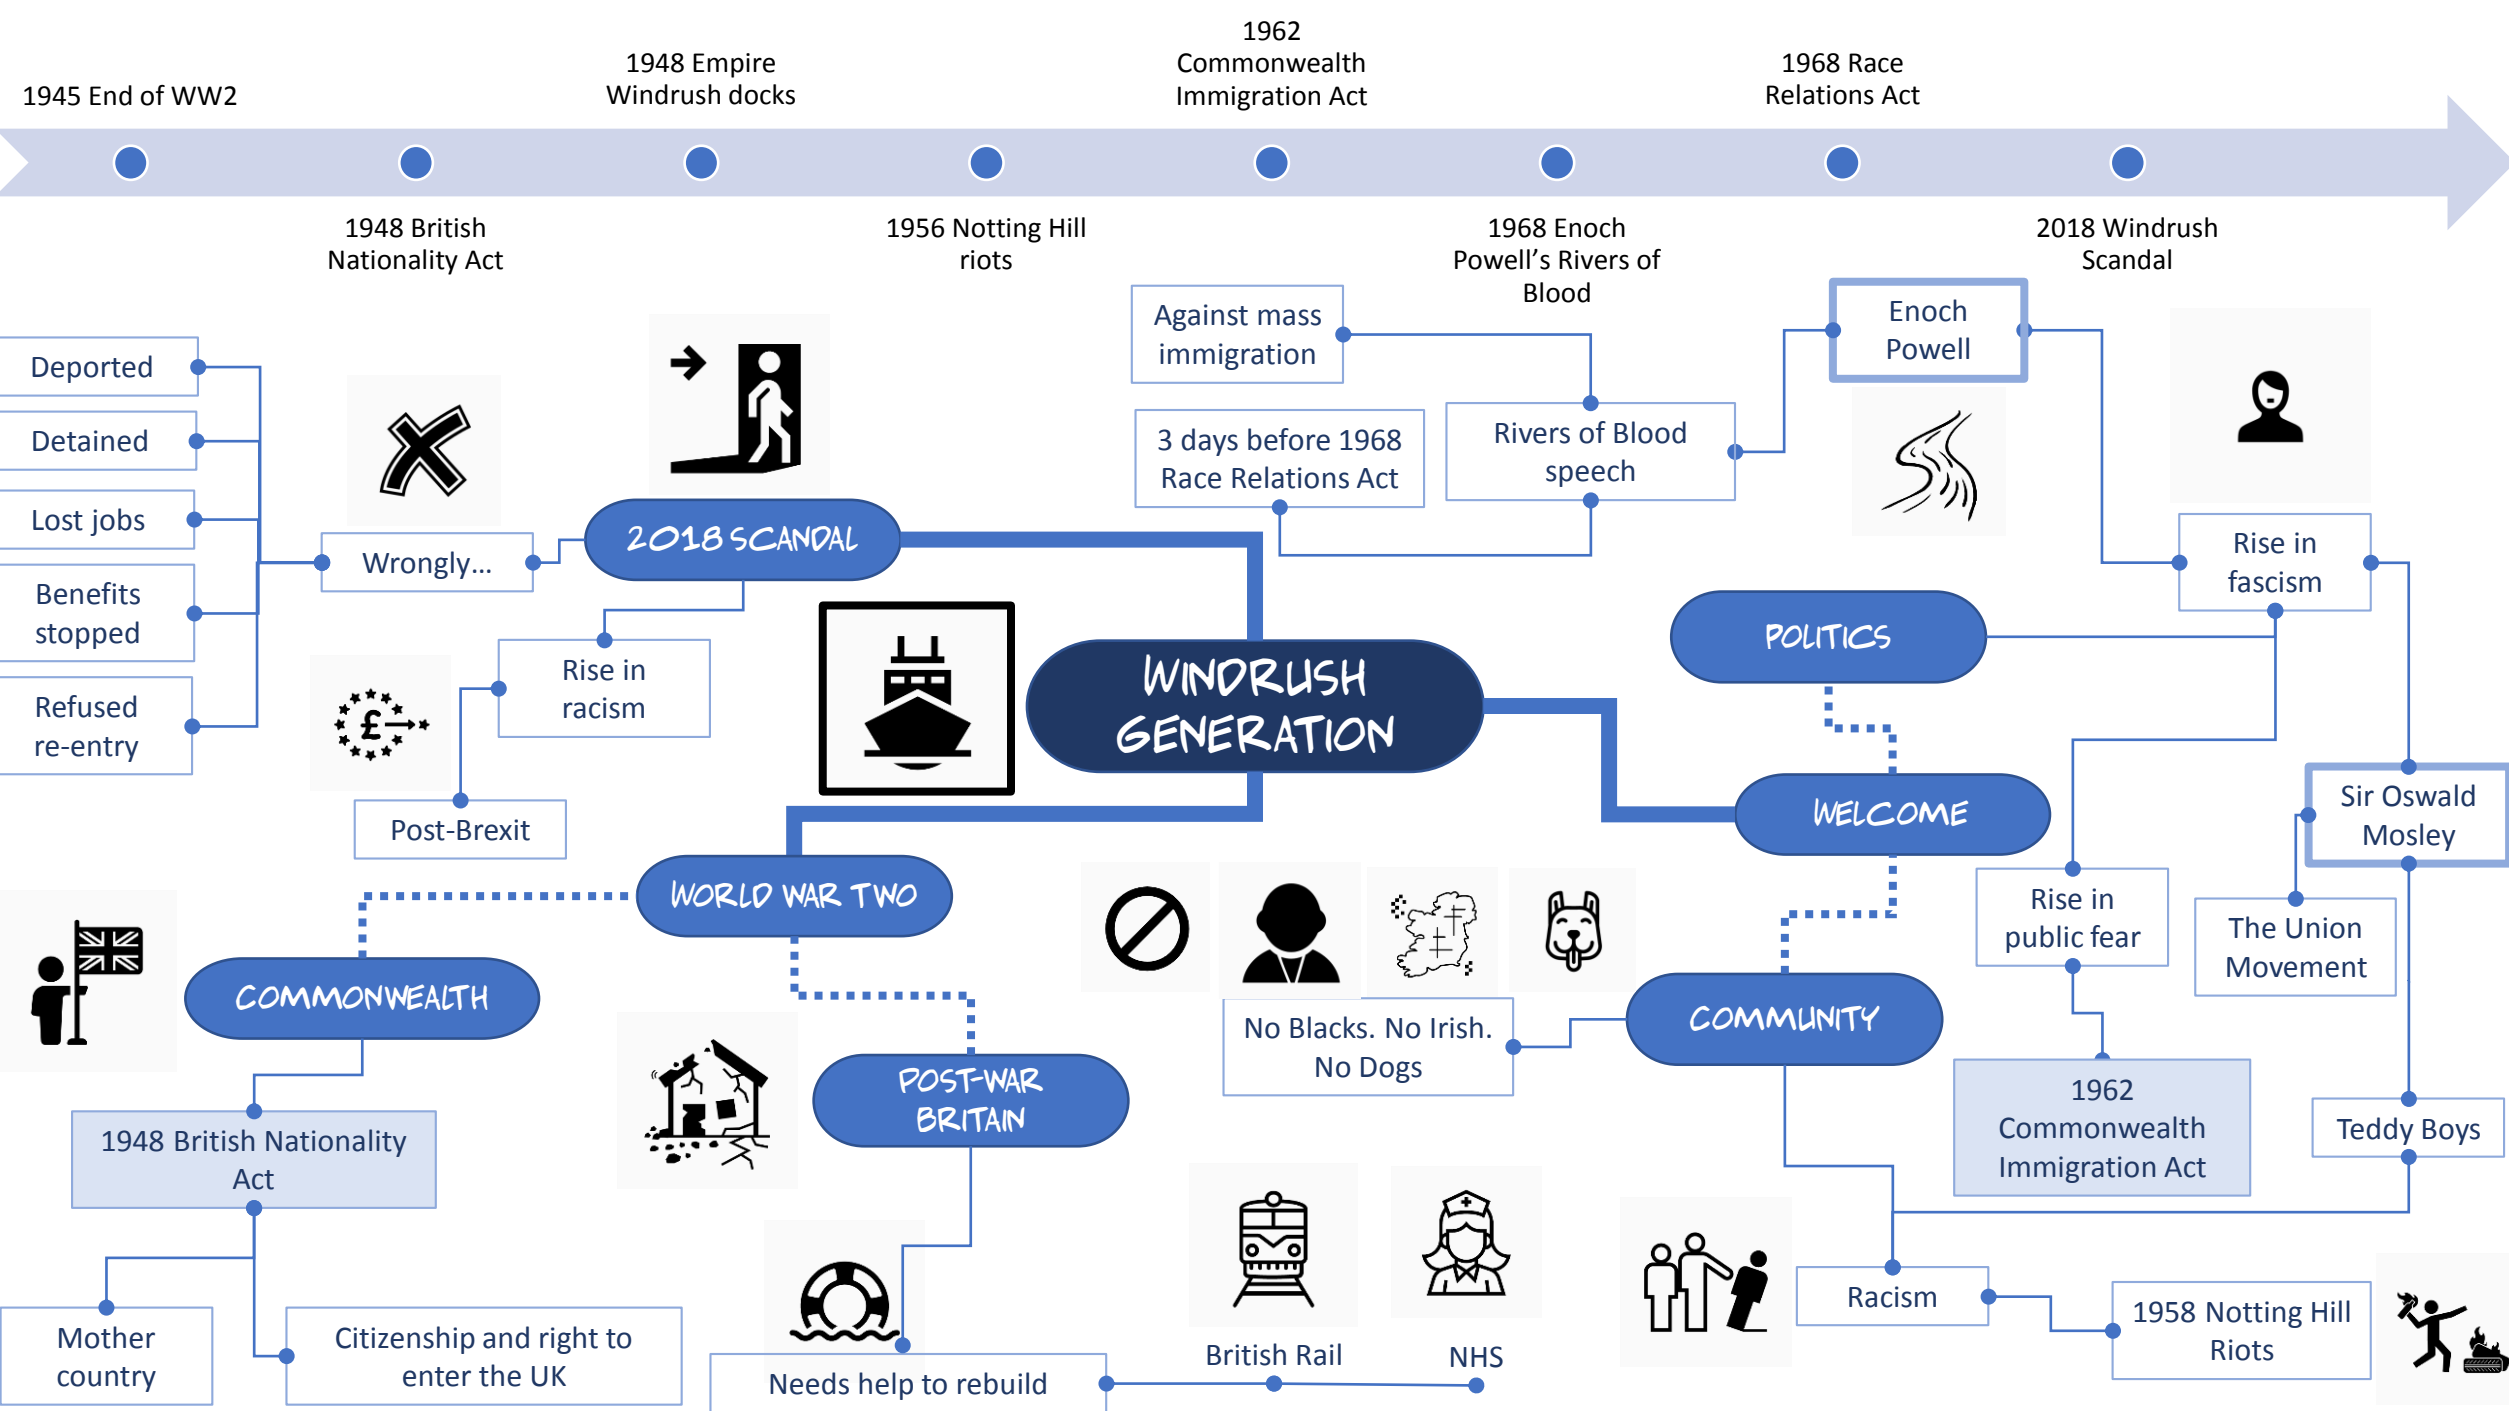 1945 End of WW2
1948 British
Nationality Act
1948 Empire
Windrush docks
1956 Notting Hill
riots
1962
Commonwealth
Immigration Act
1968 Enoch
Powell's Rivers of
Blood
1968 Race
Relations Act
2018 Windrush
Scandal
Deported
Detained
Lost jobs
Benefits
stopped
Refused
re-entry
Wrongly...
2018 SCANDAL
Rise in
racism
Post-Brexit
£
Against mass
immigration
3 days before 1968
Race Relations Act
Rivers of Blood
speech
Enoch
Powell
Rise in
fascism
POLITICS
WINDRUSH
GENERATION
WELCOME
Sir Oswald
Mosley
Rise in
public fear
The Union
Movement
1962
Commonwealth
Immigration Act
Teddy Boys
WORLD WAR TWO
COMMONWEALTH
POST-WAR
BRITAIN
COMMUNITY
No Blacks. No Irish.
No Dogs
1948 British Nationality
Act
Mother
country
Citizenship and right to
enter the UK
Needs help to rebuild
British Rail
NHS
Racism
1958 Notting Hill
Riots